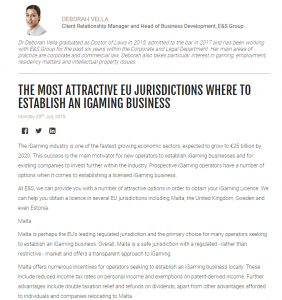 DEBORAH VELLA
Client Relationship Manager and Head of Business Development, E&S Group
Dr Deborah Vella graduated as Doctor of Laws in 2015, admitted to the bar in 2017 and has been working
with E&S Group for the past six years within the Corporate and Legal Department. Her main areas of
practice are corporate and commercial law. Deborah also takes particular interest in gaming, employment,
residency matters and intellectual property issues.
THE MOST ATTRACTIVE EU JURISDICTIONS WHERE TO
ESTABLISH AN IGAMING BUSINESS
Monday 29th July 2019
The iGaming industry is one of the fastest growing economic sectors, expected to grow to €25 billion by
2020. This success is the main motivator for new operators to establish iGaming businesses and for
existing companies to invest further within the industry. Prospective iGaming operators have a number of
options when it comes to establishing a licensed iGaming business.
At E&S, we can provide you with a number of attractive options in order to obtain your iGaming Licence. We
can help you obtain a licence in several EU jurisdictions including Malta, the United Kingdom, Sweden and
even Estonia.
Malta
Malta is perhaps the EU's leading regulated jurisdiction and the primary choice for many operators seeking
to establish an iGaming business. Overall, Malta is a safe jurisdiction with a regulated - rather than
restrictive - market and offers a transparent approach to iGaming.
Malta offers numerous incentives for operators seeking to establish an iGaming business locally. These
include reduced income tax rates on personal income and exemptions on patent-derived income. Further
advantages include double taxation relief and refunds on dividends, apart from other advantages afforded
to individuals and companies relocating to Malta.